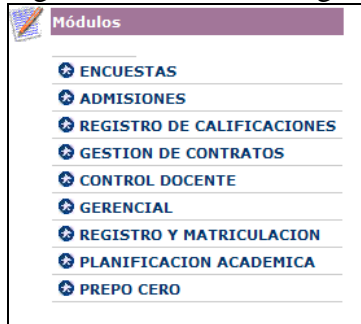 Módulos
ENCUESTAS
ADMISIONES
REGISTRO DE CALIFICACIONES
GESTION DE CONTRATOS
CONTROL DOCENTE
GERENCIAL
REGISTRO Y MATRICULACION
PLANIFICACION ACADEMICA
PREPO CERO